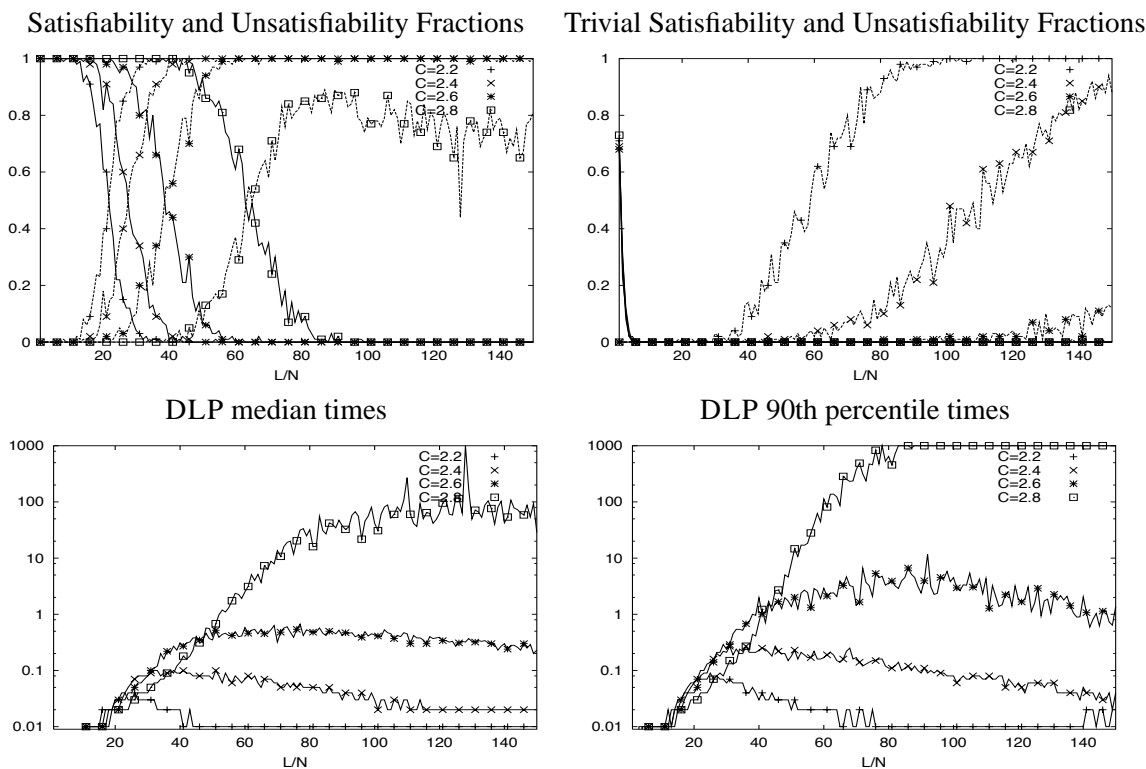 Satisfiability and Unsatisfiability Fractions
1
0.8
0.6
0.4
0.2
0
20 40 60 80 100 120 140
L/N
C=2.2
C=2.4
C=2.6
C=2.8
Trivial Satisfiability and Unsatisfiability Fractions
1
0.8
0.6
0.4
0.2
0
20 40 60 80 100 120 140
L/N
C=2.2
C=2.4
C=2.6
C=2.8
DLP median times
1000
100
10
1
0.1
0.01
20 40 60 80 100 120 140
L/N
C=2.2
C=2.4
C=2.6
C=2.8
DLP 90th percentile times
1000
100
10
1
0.1
0.01
20 40 60 80 100 120 140
L/N
C=2.2
C=2.4
C=2.6
C=2.8